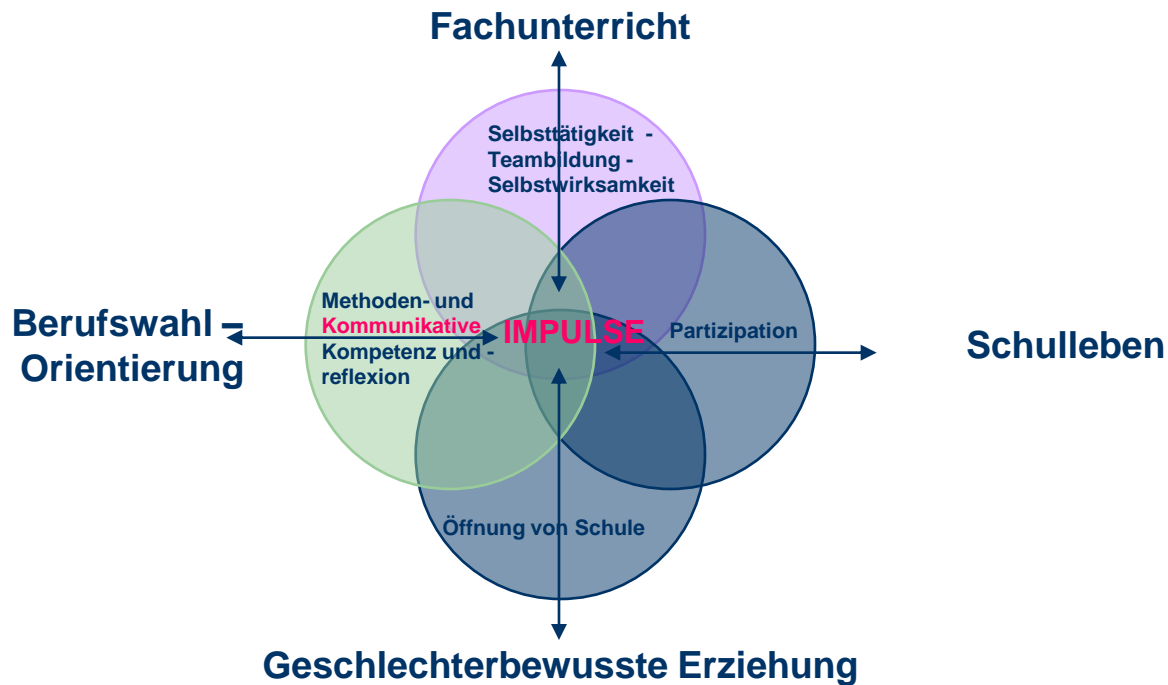 Fachunterricht
Selbsttätigkeit -
Teambildung -
Selbstwirksamkeit
Methoden- und
Kommunikative
Kompetenz und -
reflexion
IMPULSE
Partizipation
Berufswahl –
Orientierung
Schulleben
Öffnung von Schule
Geschlechterbewusste Erziehung